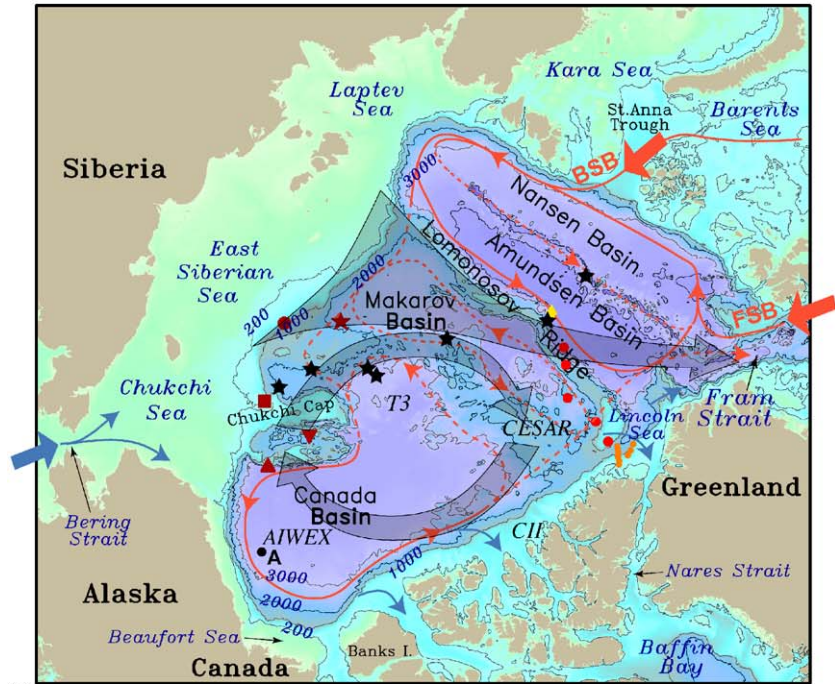 Kara Sea
Laptev
Sea
St.Anna
Trough
Barents
Sea
BSB
Siberia
3000
Nansen Basin
Lomonosov
Ridge
Amundsen Basin
East
Siberian
Sea
2000
200
1000
Makarov
Basin
FSB
Chukchi
Sea
Chukchi Cap
T3
CESAR
Lincoln
Sea
Fram
Strait
Canada
Basin
Greenland
Bering
Strait
AIWEX
A
CII
1000
3000
2000
200
Nares Strait
Alaska
Beaufort Sea
Banks I.
Canada
Baffin
Bay